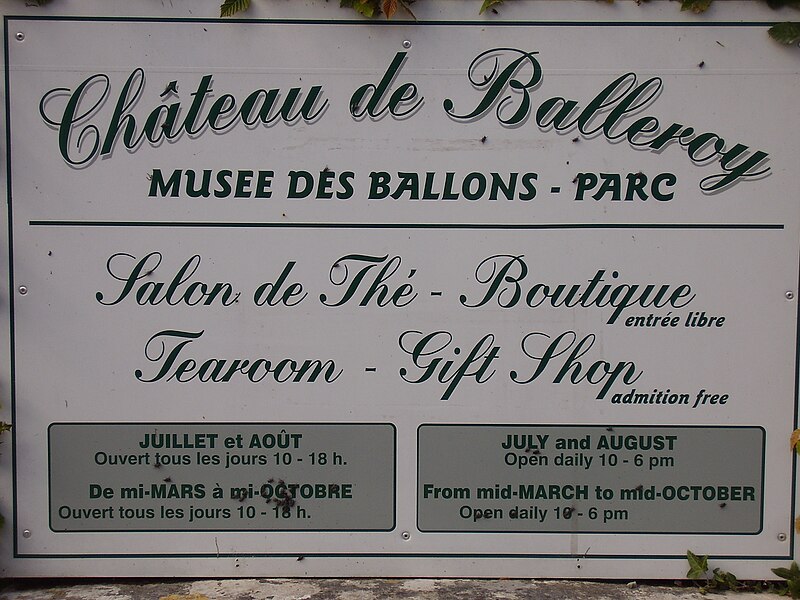 Château de Balleroy
MUSEE DES BALLONS - PARC
Salon de Thé - Boutique
entrée libre
Tearoom - Gift Shop
admition free
JUILLET et AOÛT
Ouvert tous les jours 10 - 18 h.
De mi-MARS à mi-OCTOBRE
Ouvert tous les jours 10 - 18 h.
JULY and AUGUST
Open daily 10 - 6 pm
From mid-MARCH to mid-OCTOBER
Open daily 10 - 6 pm